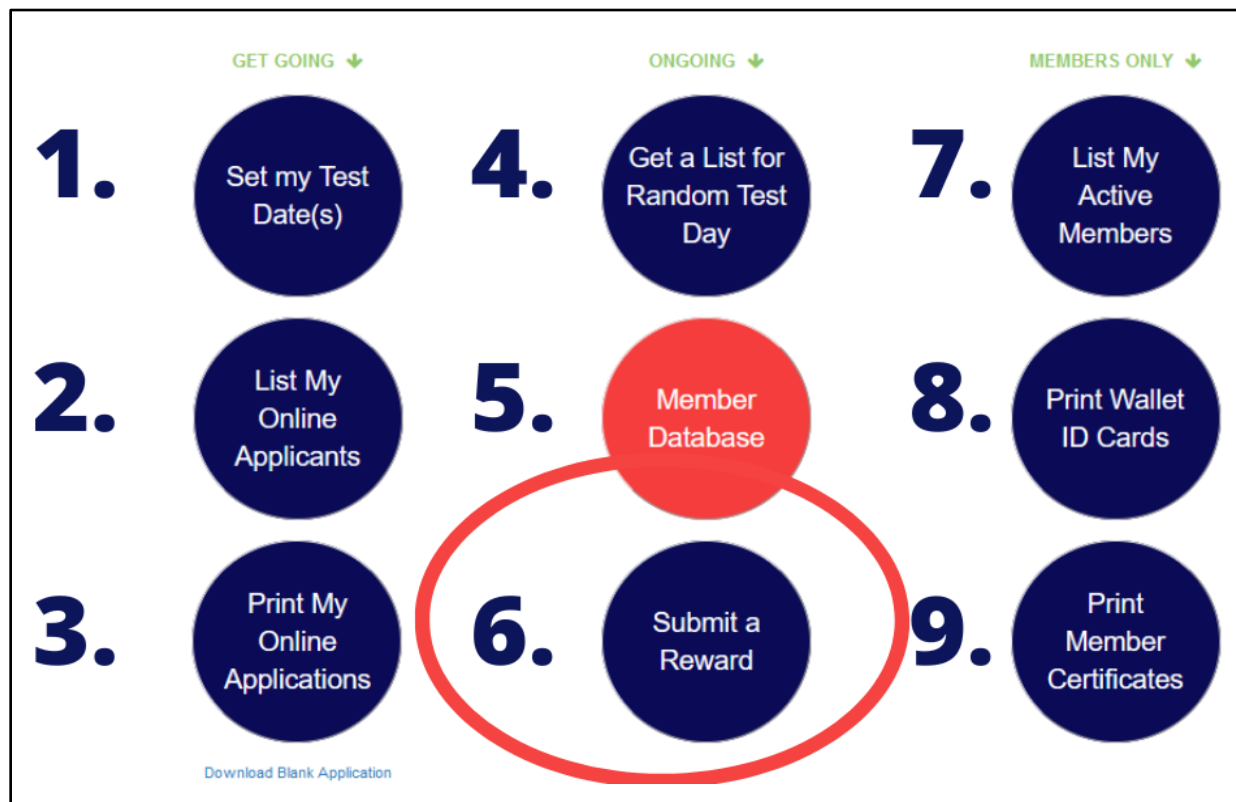 GET GOING
1.
Set my Test
Date(s)
2.
List My
Online
Applicants
3.
Print My
Online
Applications
Download Blank Application
ONGOING
4.
Get a List for
Random Test
Day
5.
Member
Database
6.
Submit a
Reward
MEMBERS ONLY
7.
List My
Active
Members
8.
Print Wallet
ID Cards
9.
Print
Member
Certificates